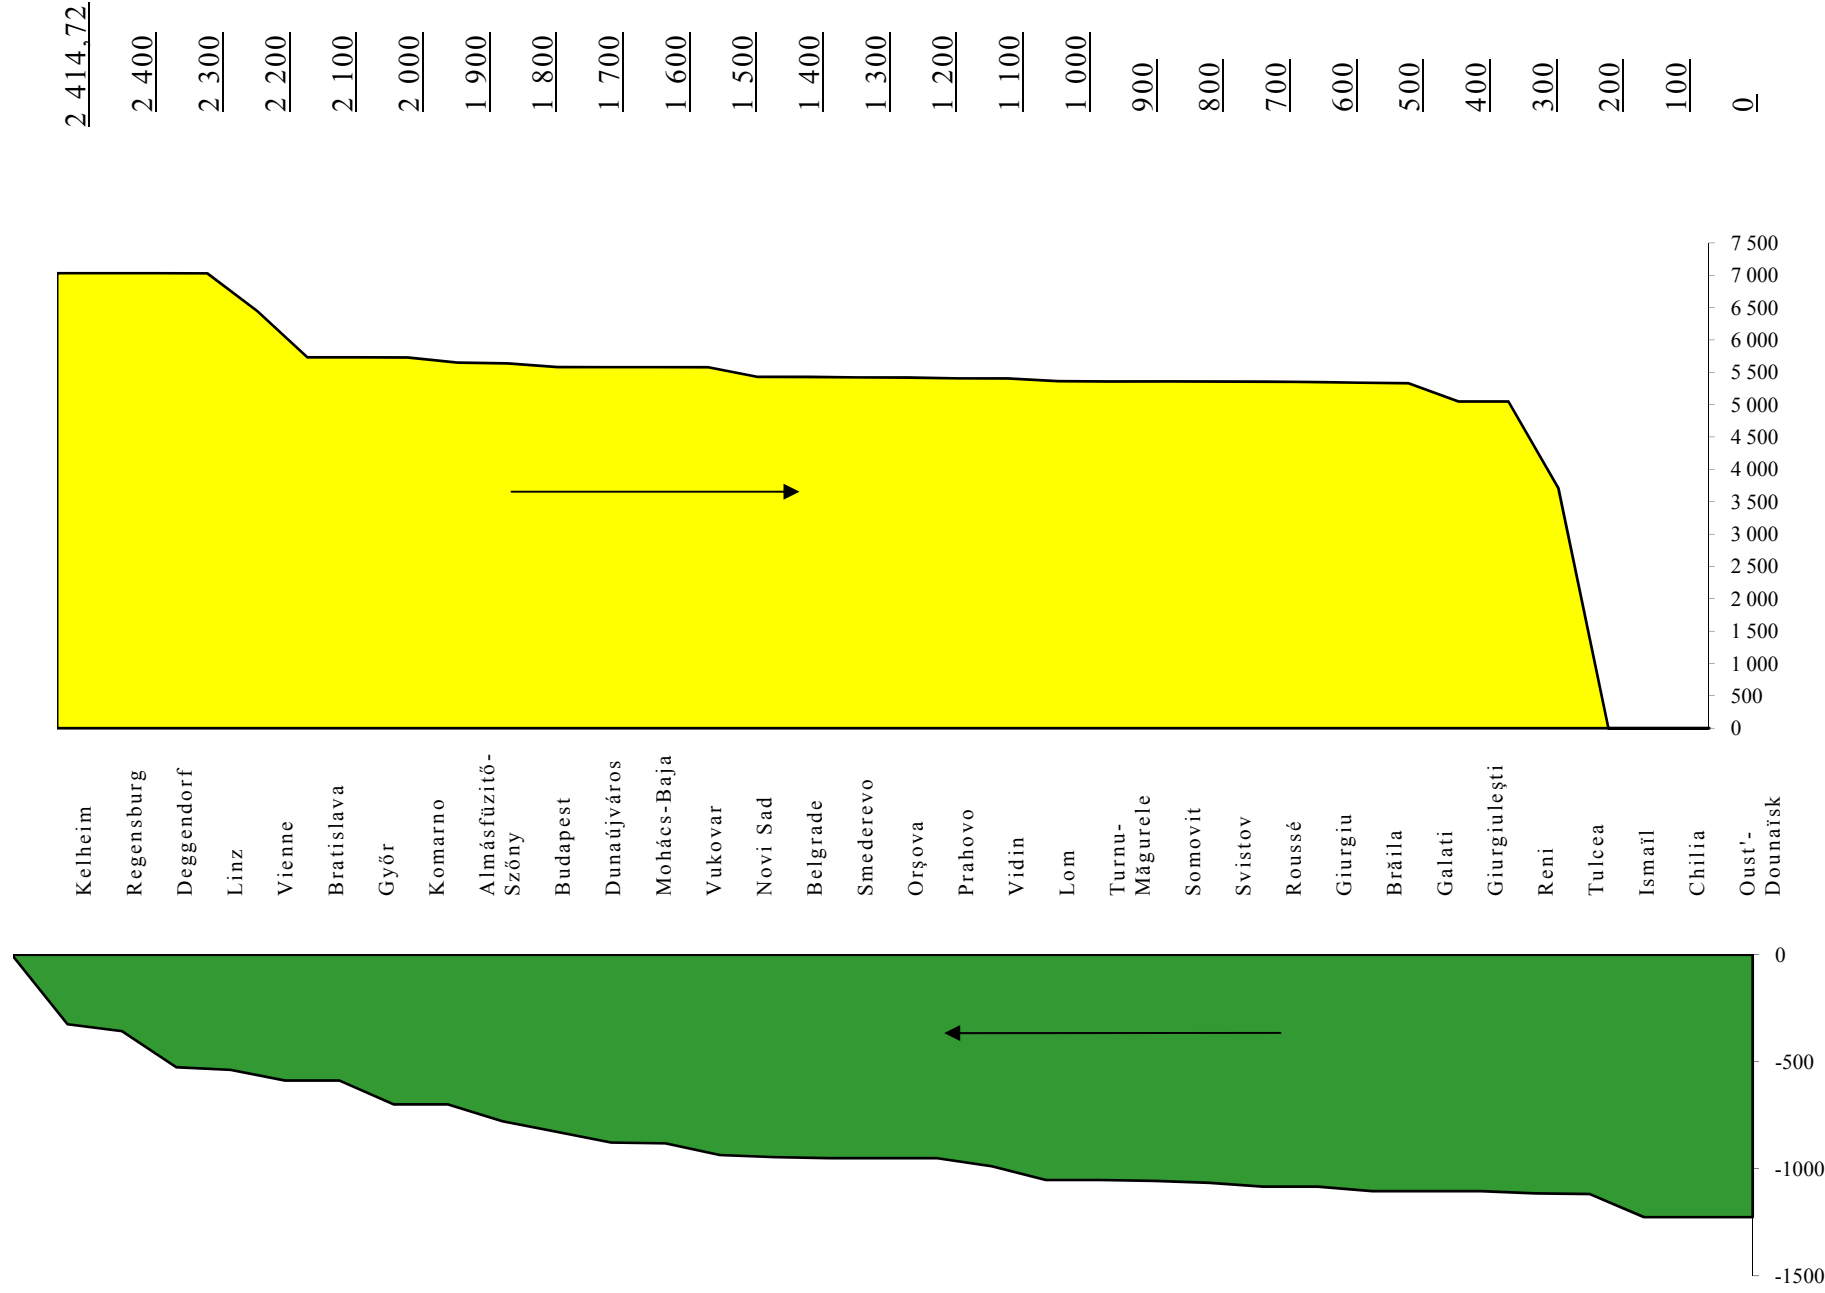 2 414,72
2 400
2 300
2 200
2 100
2 000
1 900
1 800
1 700
1 600
1 500
1 400
1 300
1 200
1 100
1 000
900
800
700
600
500
400
300
200
100
0
7 500
7 000
6 500
6 000
5 500
5 000
4 500
4 000
3 500
3 000
2 500
2 000
1 500
1 000
500
0
Kelheim
Regensburg
Deggendorf
Linz
Vienne
Bratislava
Győr
Komarno
Almásfüzitő-
Szőny
Budapest
Dunaújváros
Mohács-Baja
Vukovar
Novi Sad
Belgrade
Smederevo
Orşova
Prahovo
Vidin
Lom
Turnu-
Măgurele
Somovit
Svistov
Roussé
Giurgiu
Brăila
Galati
Giurgiuleşti
Reni
Tulcea
Ismaïl
Chilia
Oust'-
Dounaïsk
0
-500
-1000
-1500